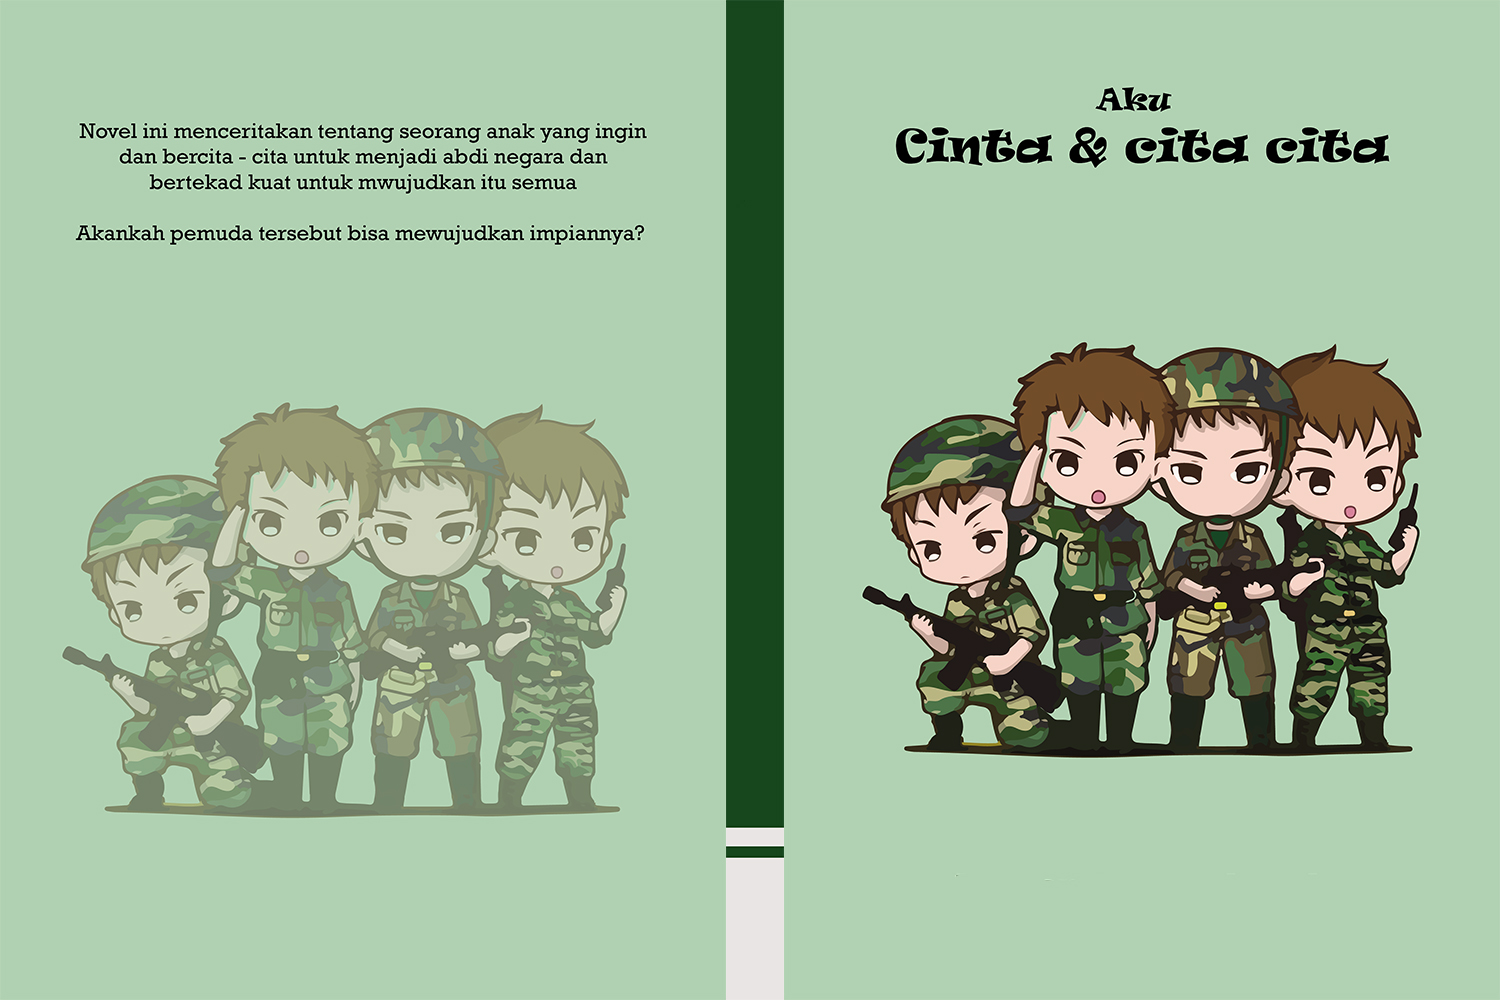 Novel ini menceritakan tentang seorang anak yang ingin
dan bercita - cita untuk menjadi abdi negara dan
bertekad kuat untuk mwujudkan itu semua
Akankah pemuda tersebut bisa mewujudkan impiannya?
Aku
Cinta & cita cita